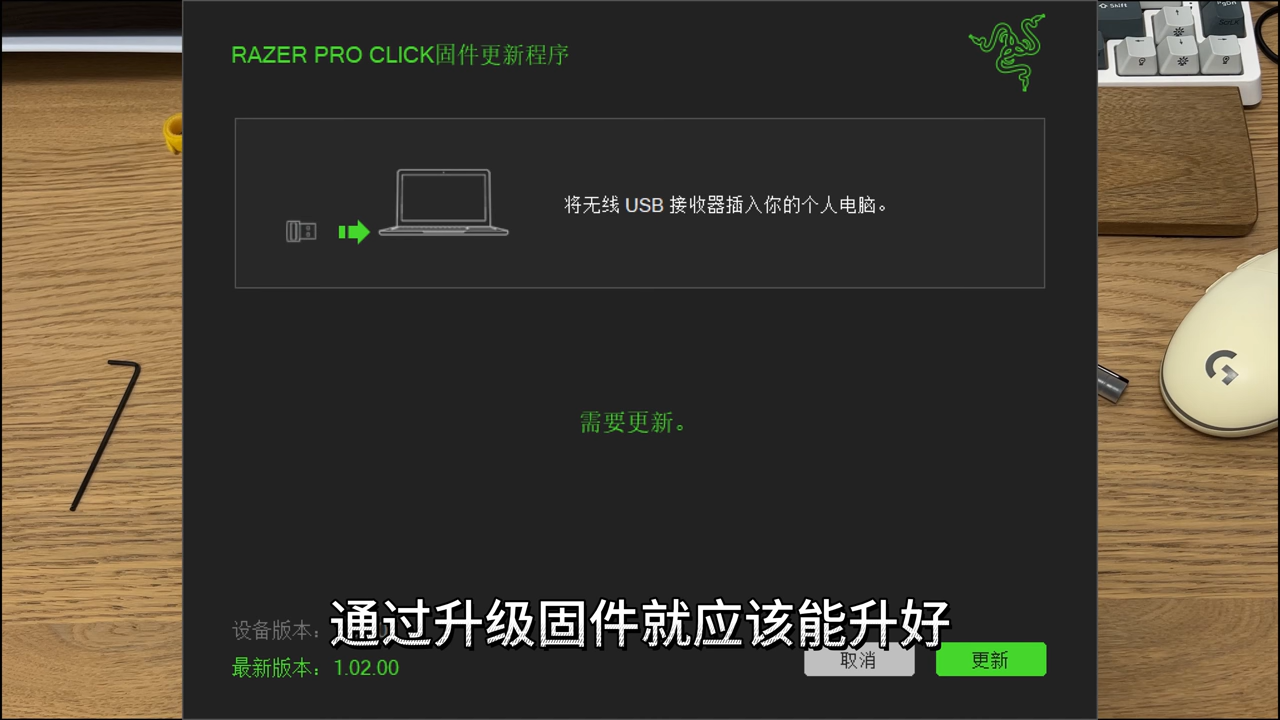 RAZER PRO CLICK固件更新程序
将无线 USB 接收器插入你的个人电脑。
需要更新。
设备版本：
通过升级固件就应该能升好
最新版本：1.02.00
取消
更新
Shift
PgDn